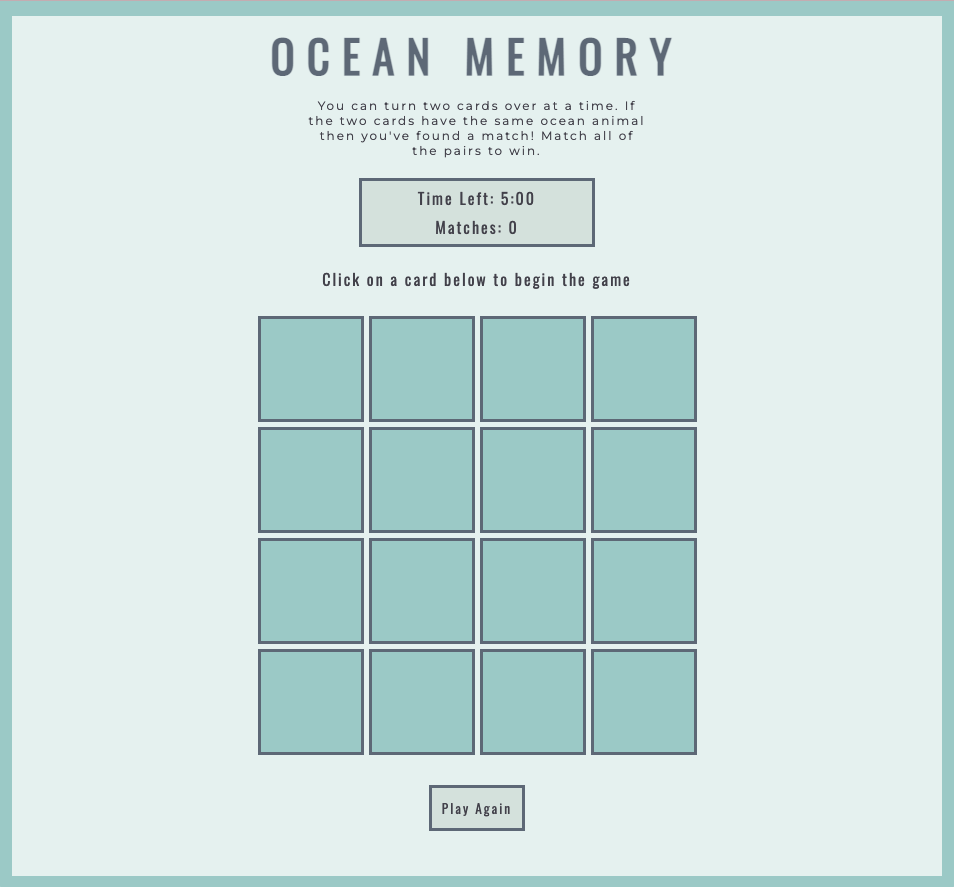 OCEAN MEMORY
You can turn two cards over at a time. If
the two cards have the same ocean animal
then you've found a match! Match all of
the pairs to win.
Time Left: 5:00
Matches: 0
Click on a card below to begin the game
Play Again